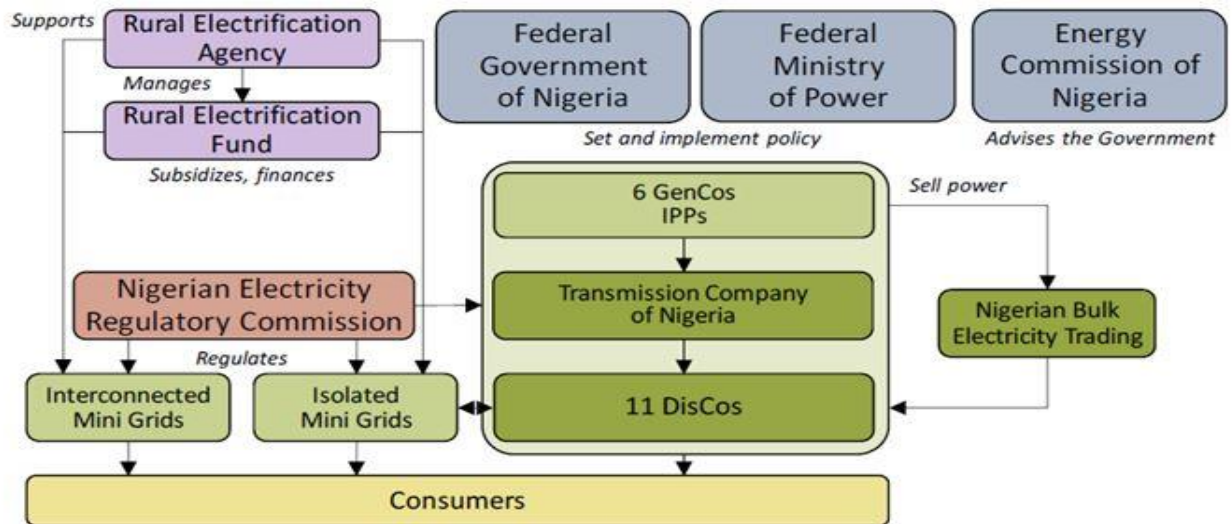 Supports
Rural Electrification
Agency
Manages
Rural Electrification
Fund
Subsidizes, finances
Federal
Government
of Nigeria
Federal
Ministry
of Power
Energy
Commission of
Nigeria
Set and implement policy
Advises the Government
6 GenCos
IPPs
Sell power
Nigerian Electricity
Regulatory Commission
Transmission Company
of Nigeria
Nigerian Bulk
Electricity Trading
Regulates
Interconnected
Mini Grids
Isolated
Mini Grids
11 DisCos
Consumers